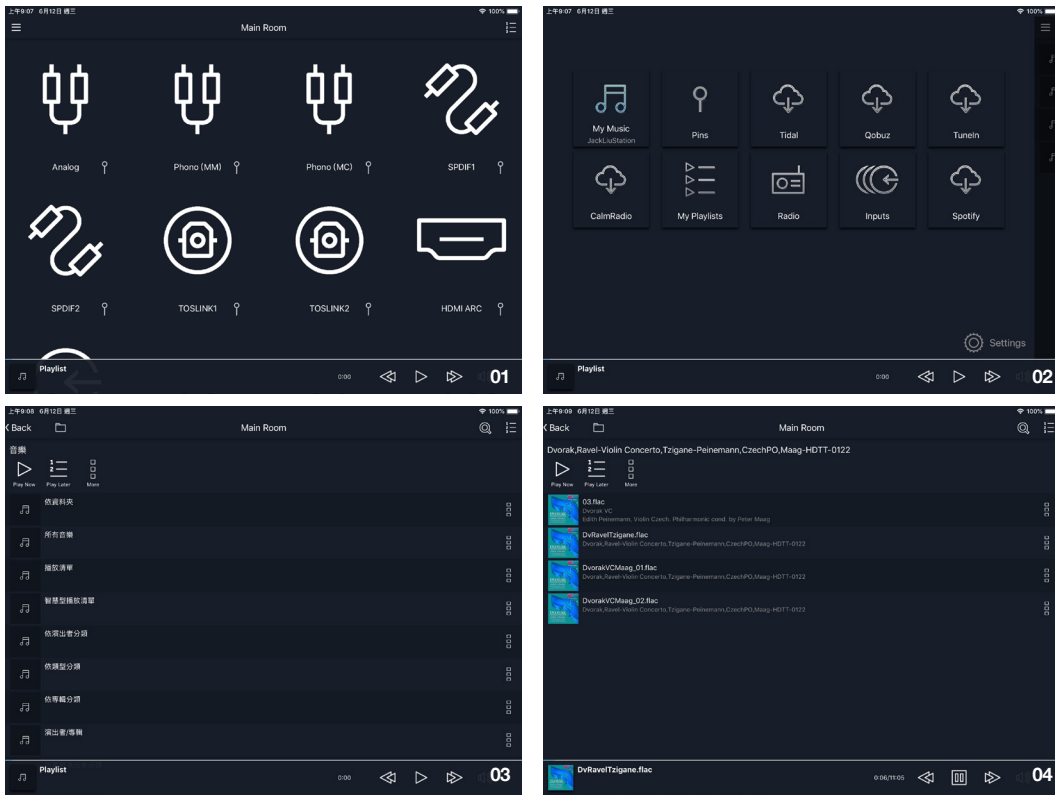 上午9:07 6月12日 週三 100%
Main Room
Analog Phono (MM) Phono (MC) SPDIF1
SPDIF2 TOSLINK1 TOSLINK2 HDMI ARC
Playlist
0:00
01
上午9:07 6月12日 週三 100%
My Music Pins Tidal Qobuz TuneIn
JackLiuStation
CalmRadio My Playlists Radio Inputs Spotify
Settings
Playlist
0:00
02
上午9:08 6月12日 週三 100%
Back Main Room
音樂
Play Now Play Later More
依資料夾
所有音樂
播放清單
智慧型播放清單
依演出者分類
依類型分類
依專輯分類
演出者/專輯
Playlist
0:00
03
上午9:09 6月12日 週三 100%
Back Main Room
Dvorak,Ravel-Violin Concerto,Tzigane-Peinemann,CzechPO,Maag-HDTT-0122
Play Now Play Later More
03.flac
Dvorak VC
Edith Peinemann, Violin Czech. Philharmonic cond. by Peter Maag
DvRavelTzigane.flac
Dvorak,Ravel-Violin Concerto,Tzigane-Peinemann,CzechPO,Maag-HDTT-0122
DvorakVCMaag_01.flac
Dvorak,Ravel-Violin Concerto,Tzigane-Peinemann,CzechPO,Maag-HDTT-0122
DvorakVCMaag_02.flac
Dvorak,Ravel-Violin Concerto,Tzigane-Peinemann,CzechPO,Maag-HDTT-0122
DvRavelTzigane.flac
0:06/11:05
04